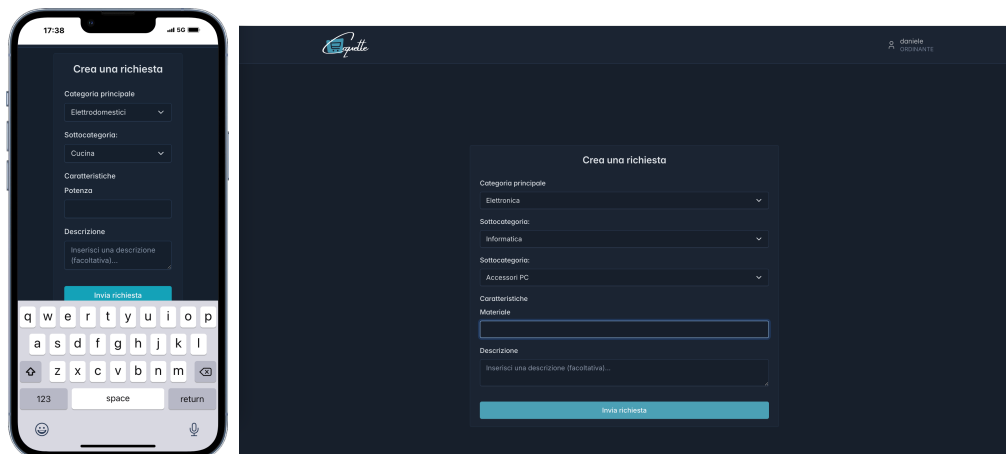 17:38
5G
Crea una richiesta
Categoria principale
Elettrodomestici
Sottocategoria:
Cucina
Caratteristiche
Potenza
Descrizione
Inserisci una descrizione
(facoltativa)...
Invia richiesta
q w e r t y u i o p
a s d f g h j k l
z x c v b n m
123 space return
daniele
ORDINANTE
Crea una richiesta
Categoria principale
Elettronica
Sottocategoria:
Informatica
Sottocategoria:
Accessori PC
Caratteristiche
Materiale
Descrizione
Inserisci una descrizione (facoltativa)...
Invia richiesta